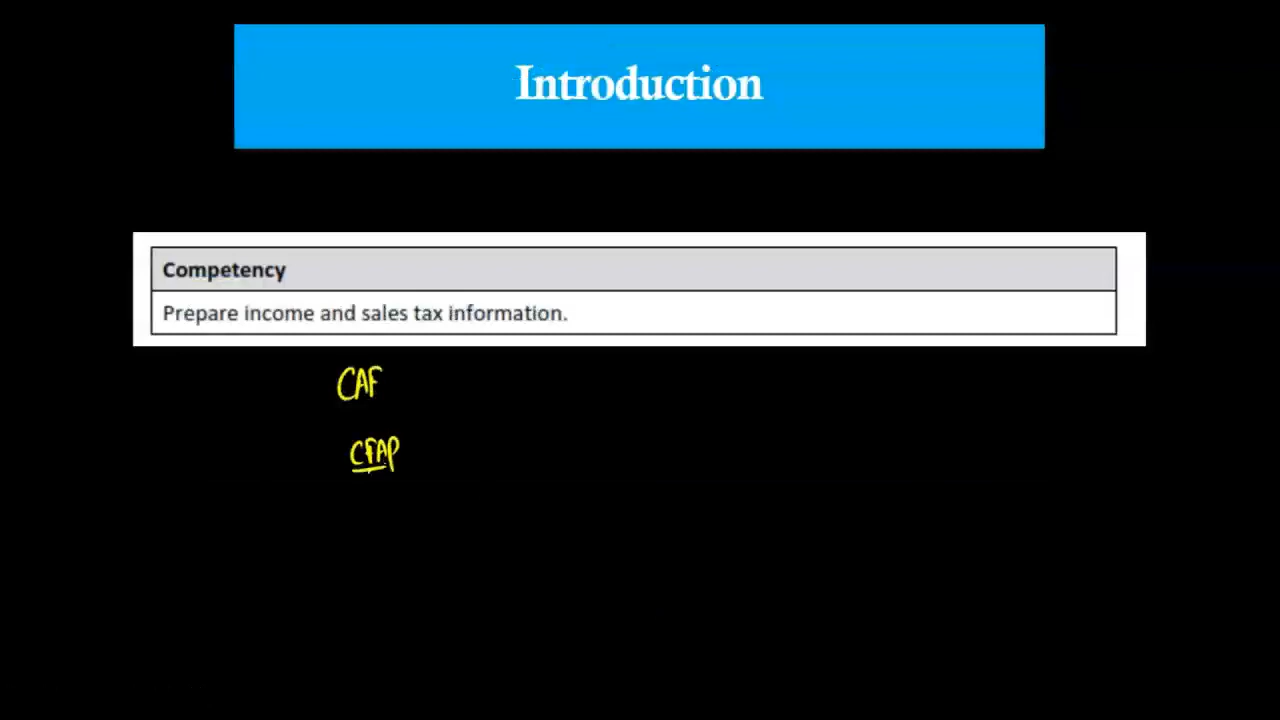 Introduction
Competency
Prepare income and sales tax information.
CAF
CFAP